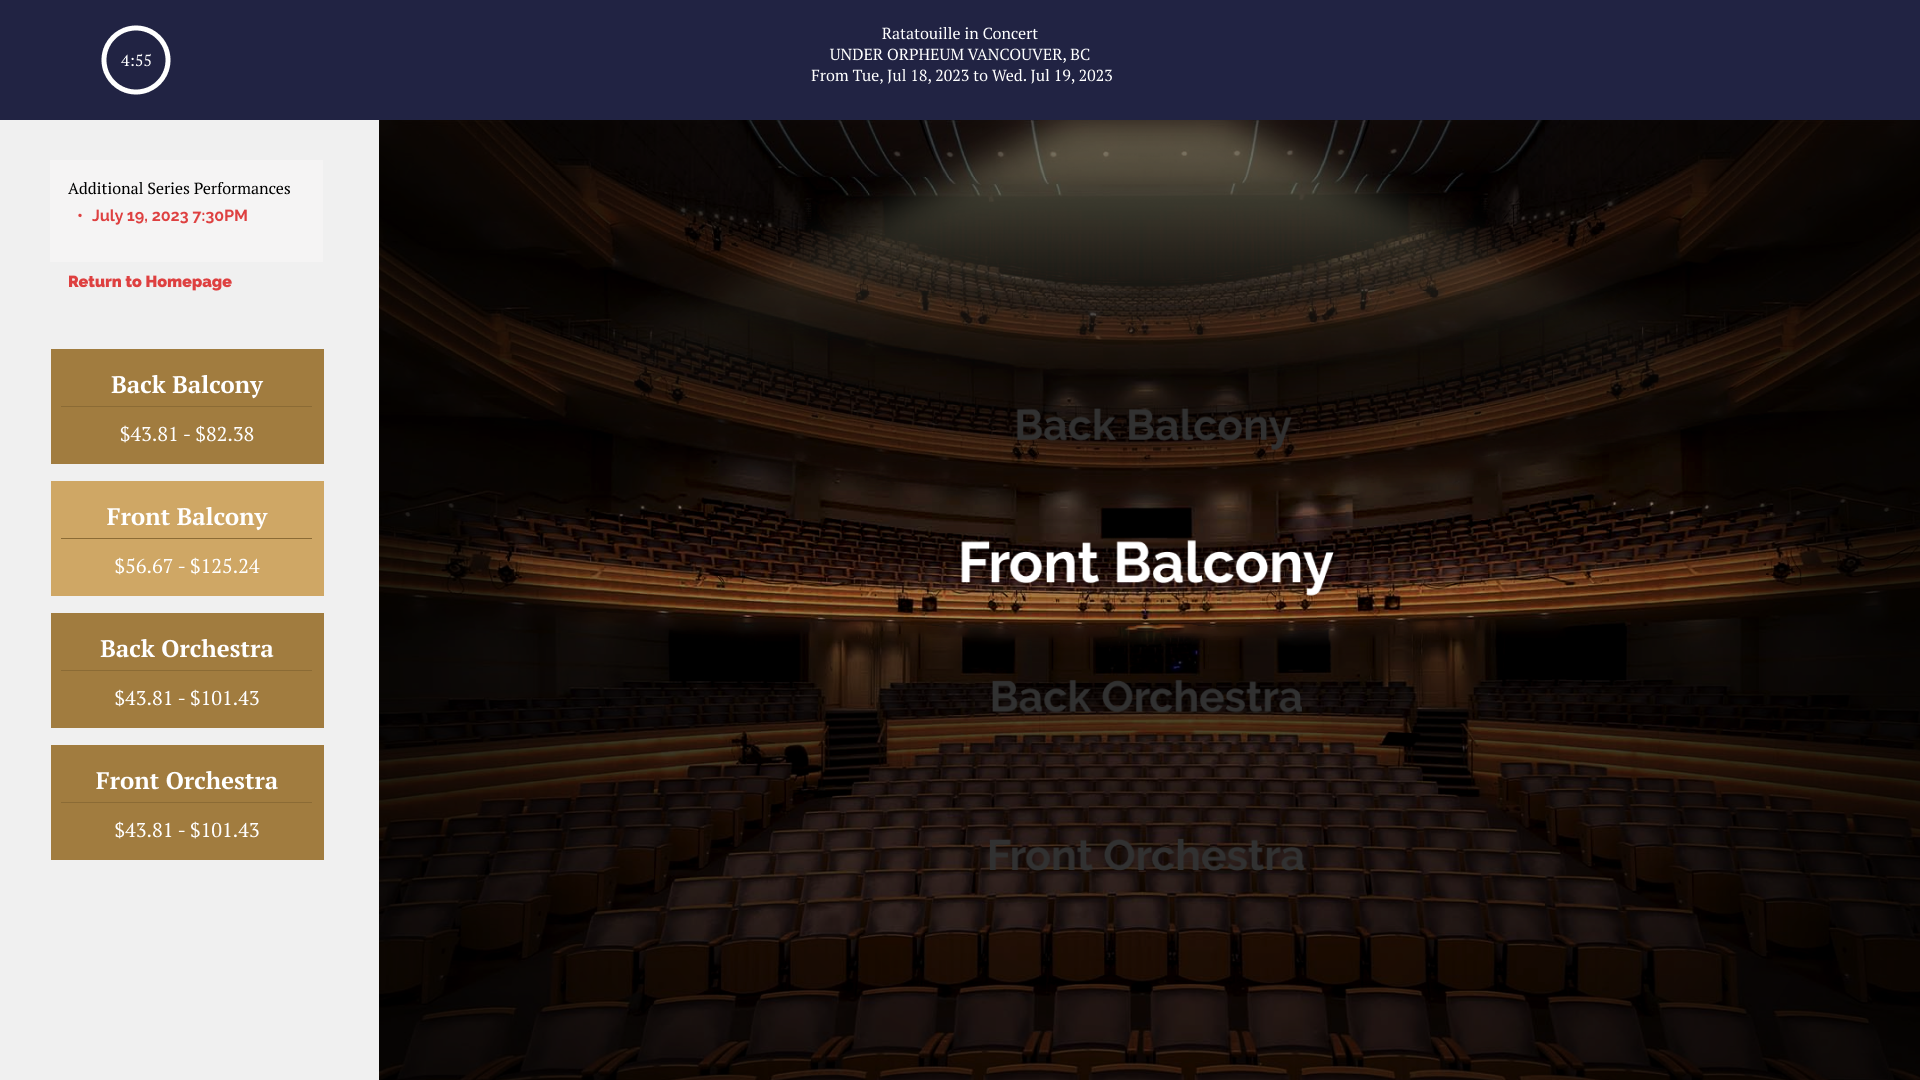 4:55
Ratatouille in Concert
UNDER ORPHEUM VANCOUVER, BC
From Tue, Jul 18, 2023 to Wed. Jul 19, 2023
Additional Series Performances
• July 19, 2023 7:30PM
Return to Homepage
Back Balcony
$43.81 - $82.38
Front Balcony
$56.67 - $125.24
Back Orchestra
$43.81 - $101.43
Front Orchestra
$43.81 - $101.43
Back Balcony
Front Balcony
Back Orchestra
Front Orchestra